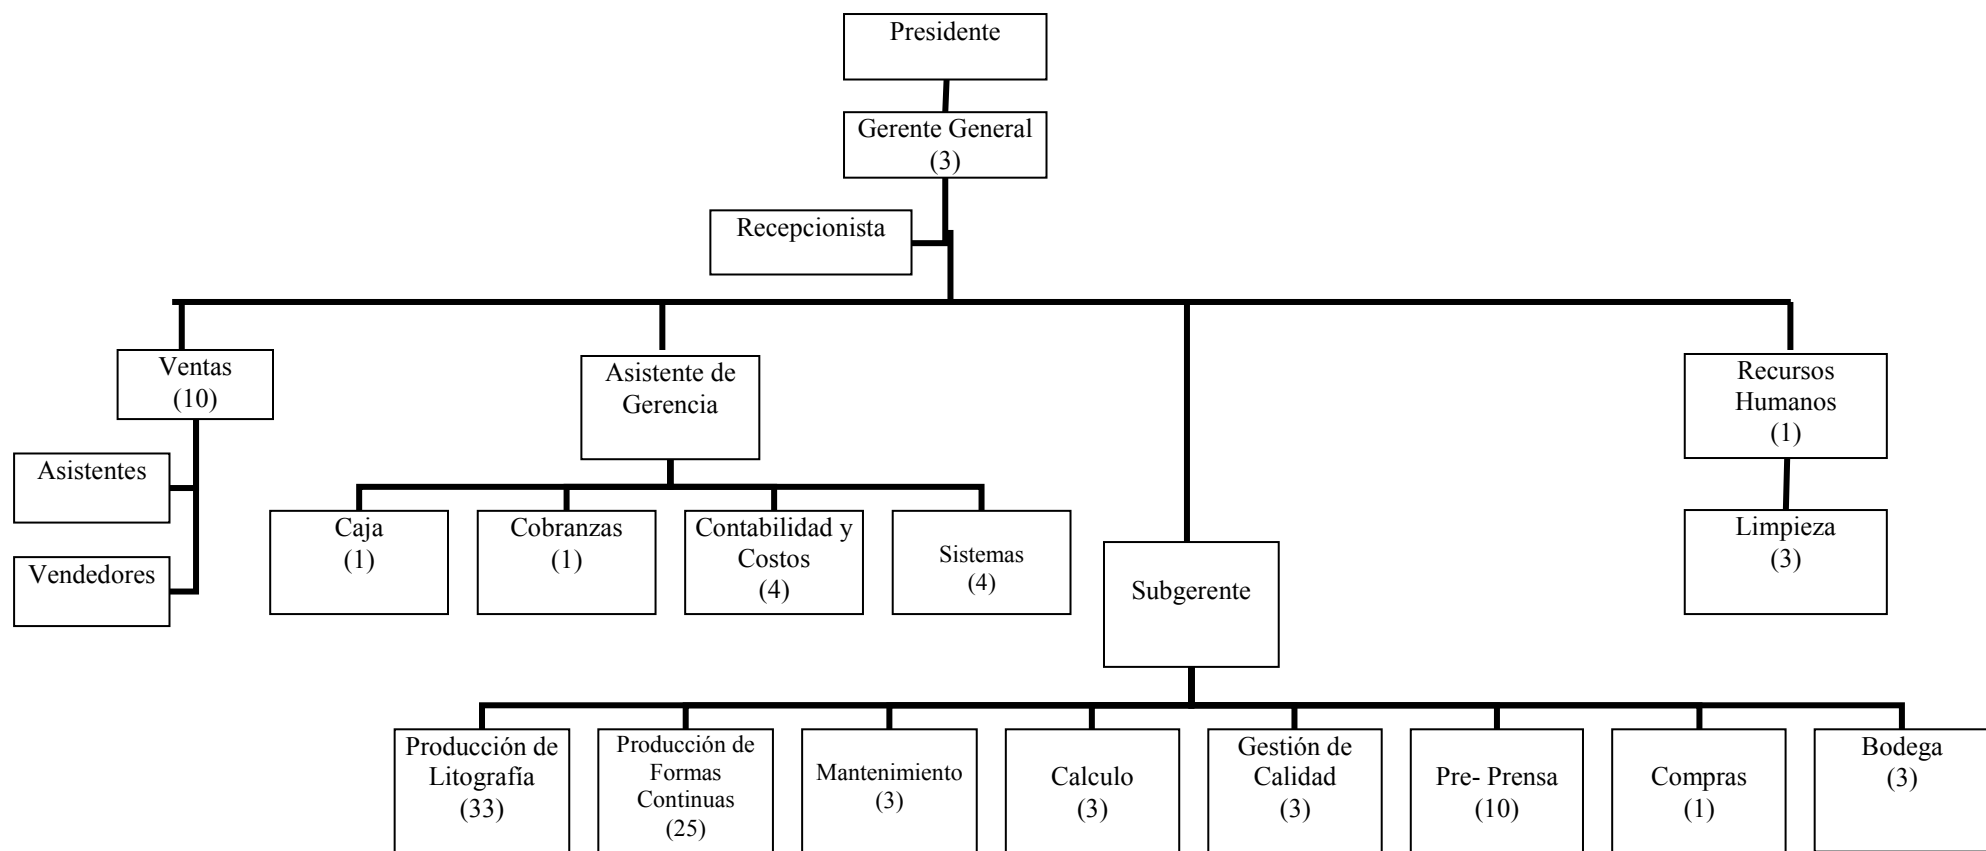 Presidente
Gerente General
(3)
Recepcionista
Ventas
(10)
Asistente de
Gerencia
Recursos
Humanos
(1)
Asistentes
Vendedores
Caja
(1)
Cobranzas
(1)
Contabilidad y
Costos
(4)
Sistemas
(4)
Subgerente
Limpieza
(3)
Producción de
Litografía
(33)
Producción de
Formas
Continuas
(25)
Mantenimiento
(3)
Calculo
(3)
Gestión de
Calidad
(3)
Pre- Prensa
(10)
Compras
(1)
Bodega
(3)